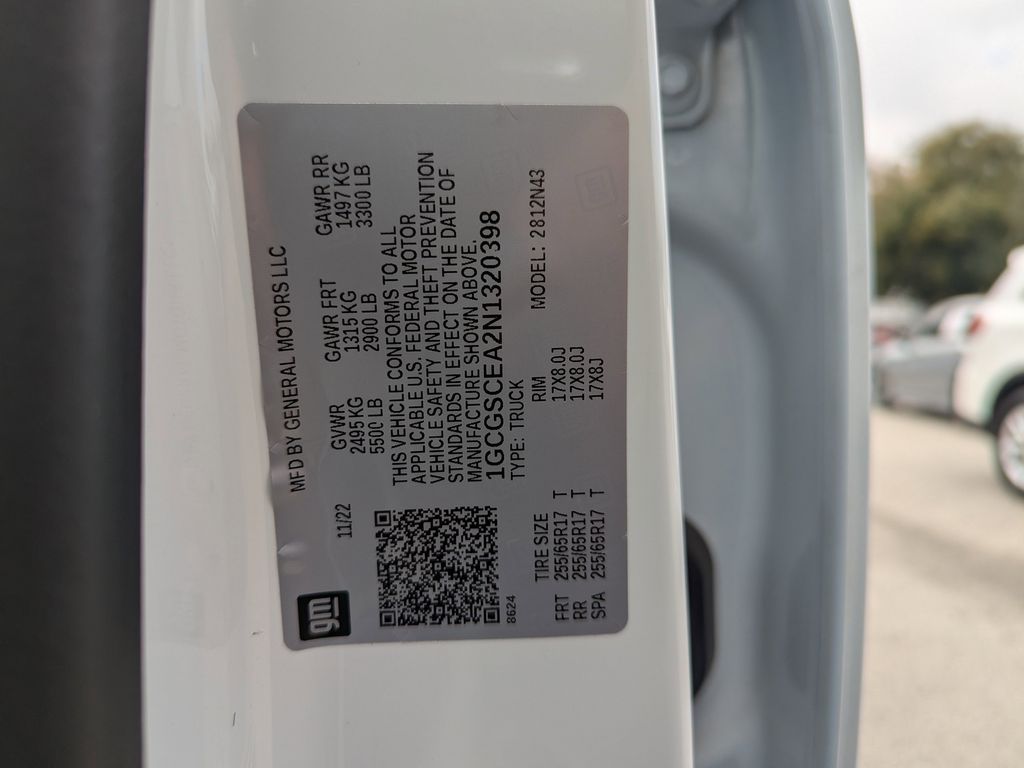 gm
MFD BY GENERAL MOTORS LLC
11/22
GVWR GAWR FRT GAWR RR
2495 KG 1315 KG 1497 KG
5500 LB 2900 LB 3300 LB
THIS VEHICLE CONFORMS TO ALL
APPLICABLE U.S. FEDERAL MOTOR
VEHICLE SAFETY AND THEFT PREVENTION
STANDARDS IN EFFECT ON THE DATE OF
MANUFACTURE SHOWN ABOVE.
1GCGSCEA2N1320398
TYPE: TRUCK
8624
MODEL: 2812N43
TIRE SIZE RIM
FRT 255/65R17 T 17X8.0J
RR 255/65R17 T 17X8.0J
SPA 255/65R17 T 17X8J